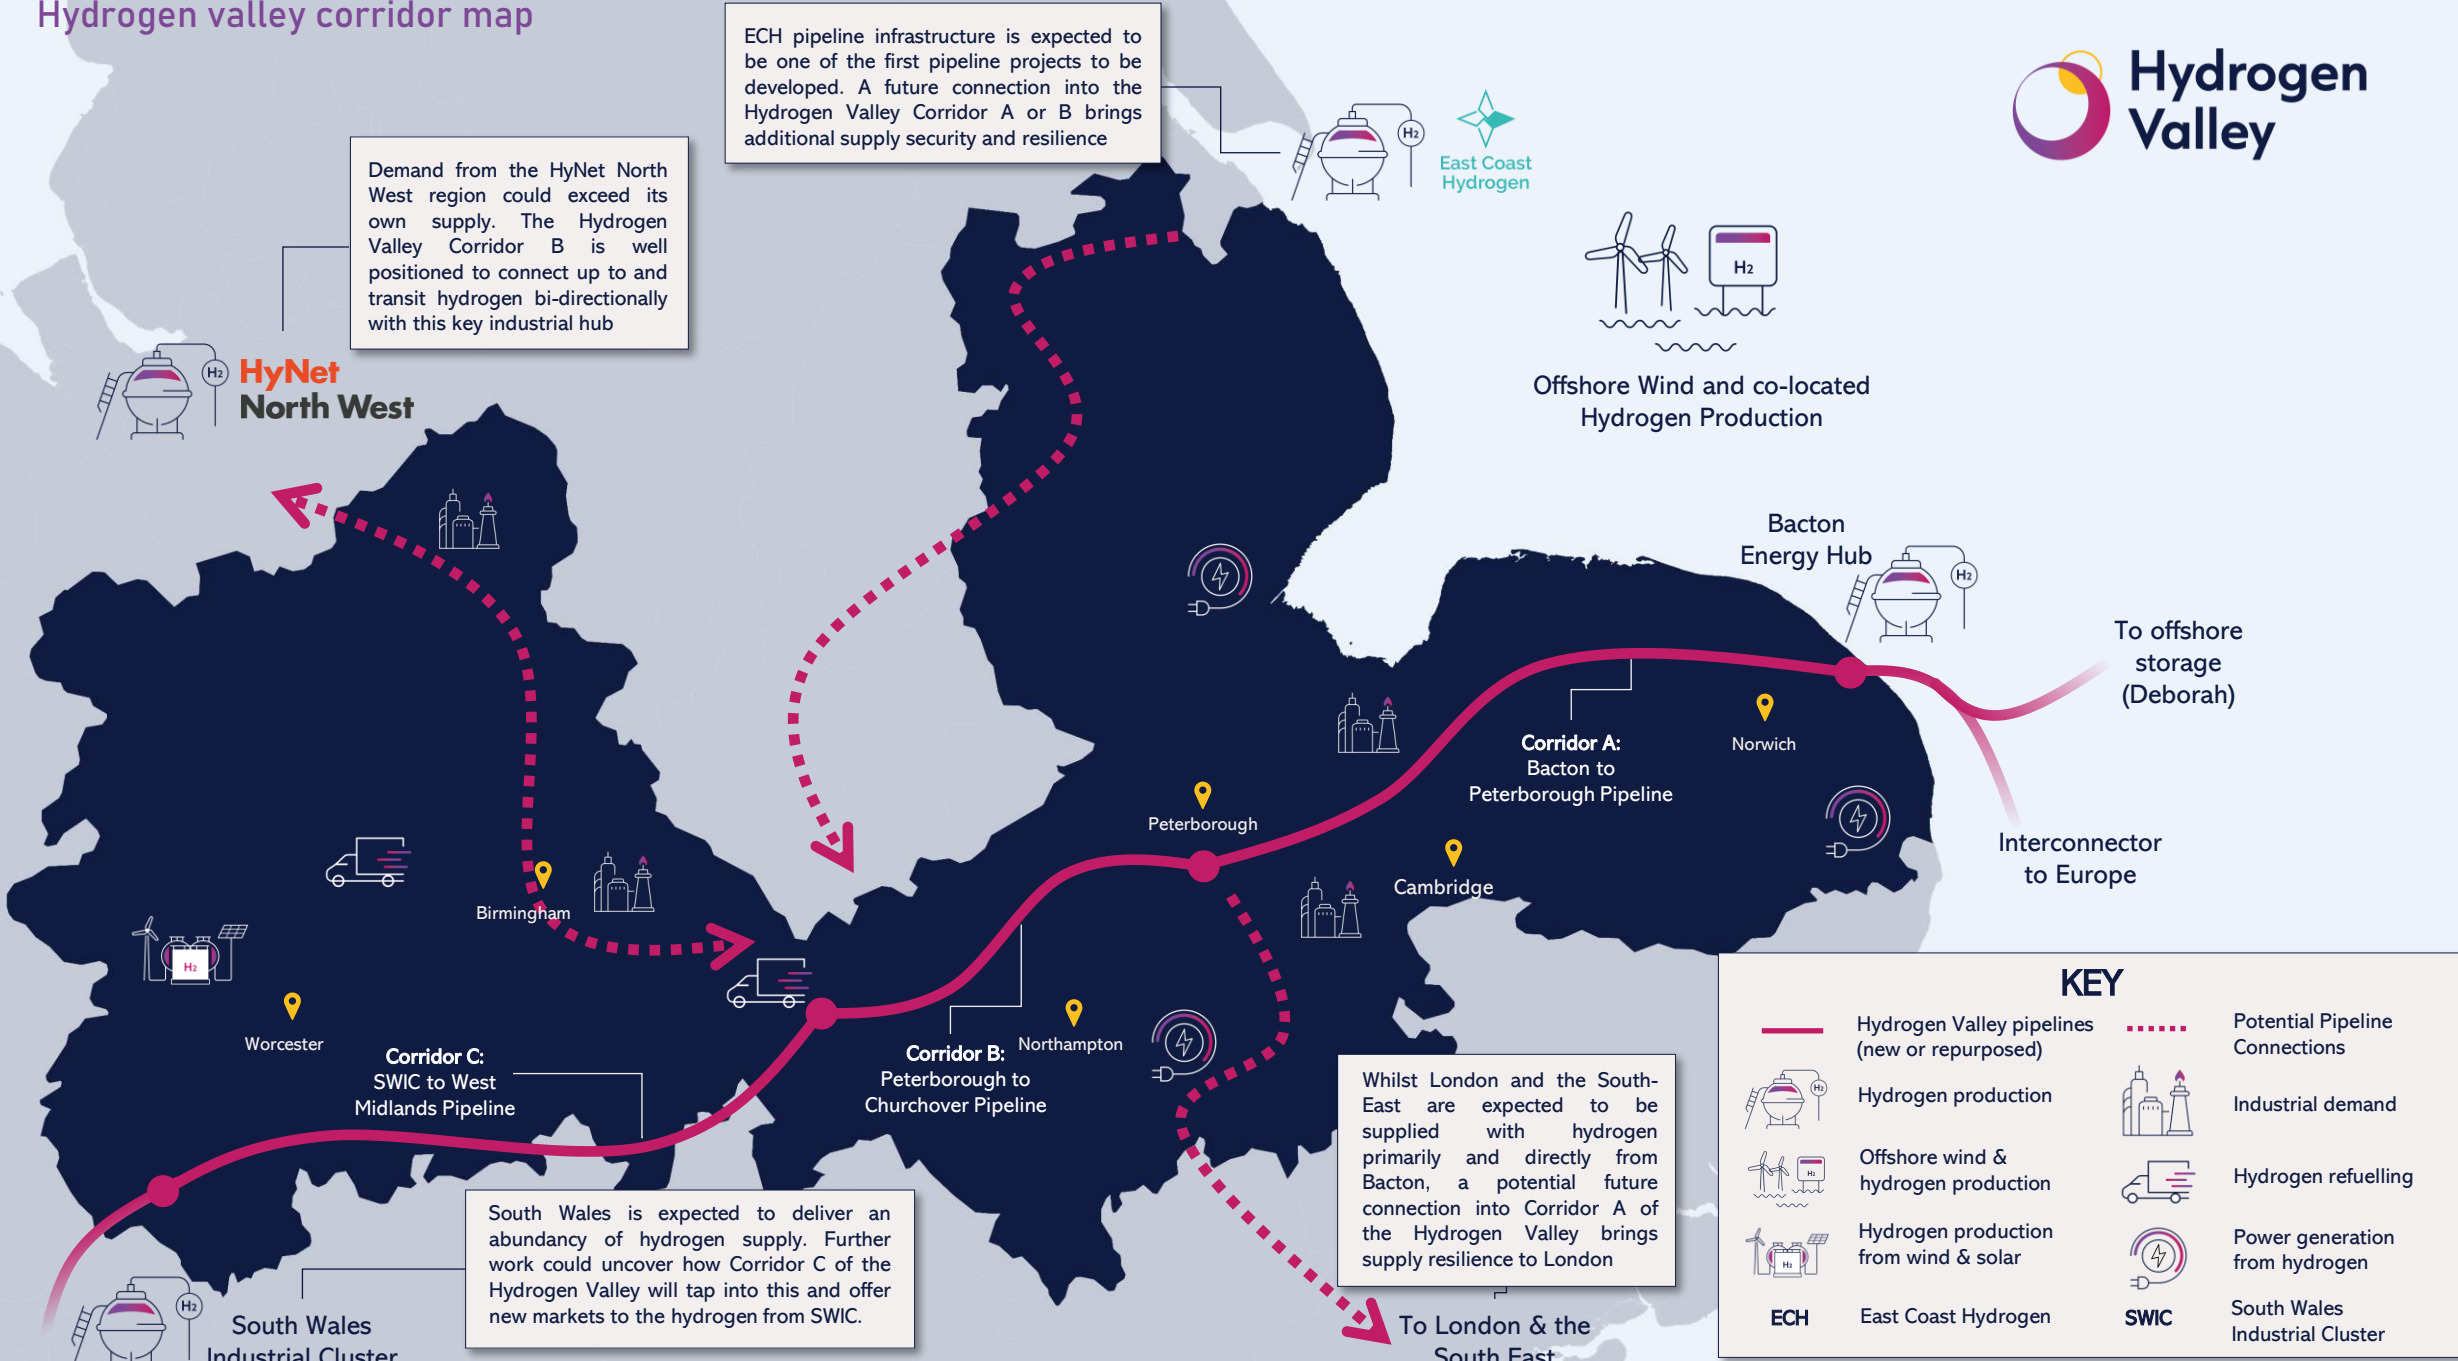 Hydrogen valley corridor map
ECH pipeline infrastructure is expected to
be one of the first pipeline projects to be
developed. A future connection into the
Hydrogen Valley Corridor A or B brings
additional supply security and resilience
Hydrogen
Valley
H2
East Coast
Hydrogen
Demand from the HyNet North
West region could exceed its
own supply. The Hydrogen
Valley Corridor B is well
positioned to connect up to and
transit hydrogen bi-directionally
with this key industrial hub
H2
HyNet
North West
H2
Offshore Wind and co-located
Hydrogen Production
Bacton
Energy Hub
H2
To offshore
storage
(Deborah)
Interconnector
to Europe
Corridor A:
Bacton to
Peterborough Pipeline
Norwich
Peterborough
Cambridge
Birmingham
H2
Worcester
Corridor C:
SWIC to West
Midlands Pipeline
Corridor B:
Peterborough to
Churchover Pipeline
Northampton
Whilst London and the South-
East are expected to be
supplied with hydrogen
primarily and directly from
Bacton, a potential future
connection into Corridor A of
the Hydrogen Valley brings
supply resilience to London
South Wales is expected to deliver an
abundancy of hydrogen supply. Further
work could uncover how Corridor C of the
Hydrogen Valley will tap into this and offer
new markets to the hydrogen from SWIC.
H2
South Wales
Industrial Cluster
To London & the
South East
KEY
Hydrogen Valley pipelines
(new or repurposed)
Potential Pipeline
Connections
H2
Hydrogen production
Industrial demand
H2
Offshore wind &
hydrogen production
Hydrogen refuelling
H2
Hydrogen production
from wind & solar
Power generation
from hydrogen
ECH
East Coast Hydrogen
SWIC
South Wales
Industrial Cluster